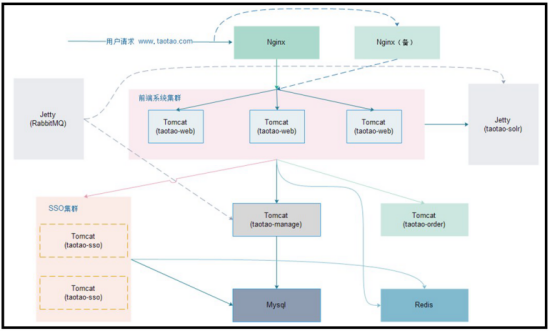 用户请求 www.taotao.com
Nginx
Nginx（备）
前端系统集群
Jetty
(RabbitMQ)
Tomcat
(taotao-web)
Tomcat
(taotao-web)
Tomcat
(taotao-web)
Jetty
(taotao-solr)
SSO集群
Tomcat
(taotao-sso)
Tomcat
(taotao-manage)
Tomcat
(taotao-order)
Tomcat
(taotao-sso)
Mysql
Redis